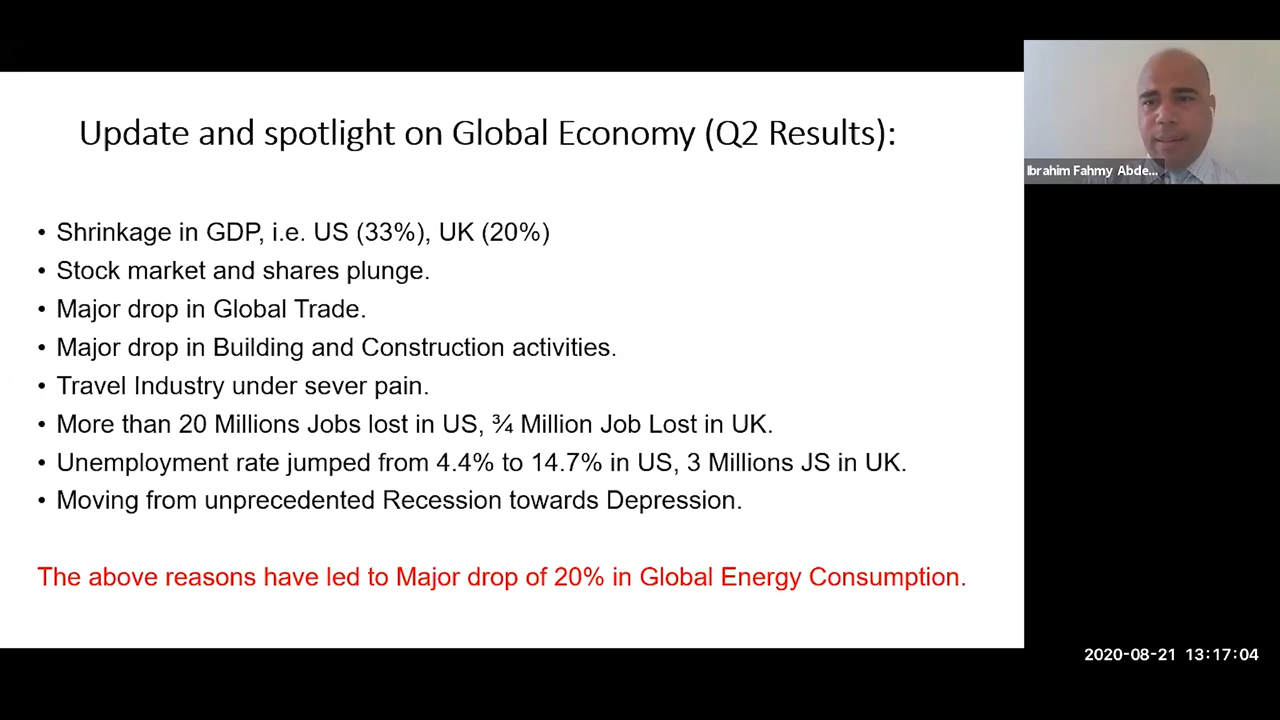 Update and spotlight on Global Economy (Q2 Results):
• Shrinkage in GDP, i.e. US (33%), UK (20%)
• Stock market and shares plunge.
• Major drop in Global Trade.
• Major drop in Building and Construction activities.
• Travel Industry under sever pain.
• More than 20 Millions Jobs lost in US, ¾ Million Job Lost in UK.
• Unemployment rate jumped from 4.4% to 14.7% in US, 3 Millions JS in UK.
• Moving from unprecedented Recession towards Depression.
The above reasons have led to Major drop of 20% in Global Energy Consumption.
Ibrahim Fahmy Abde...
2020-08-21 13:17:04